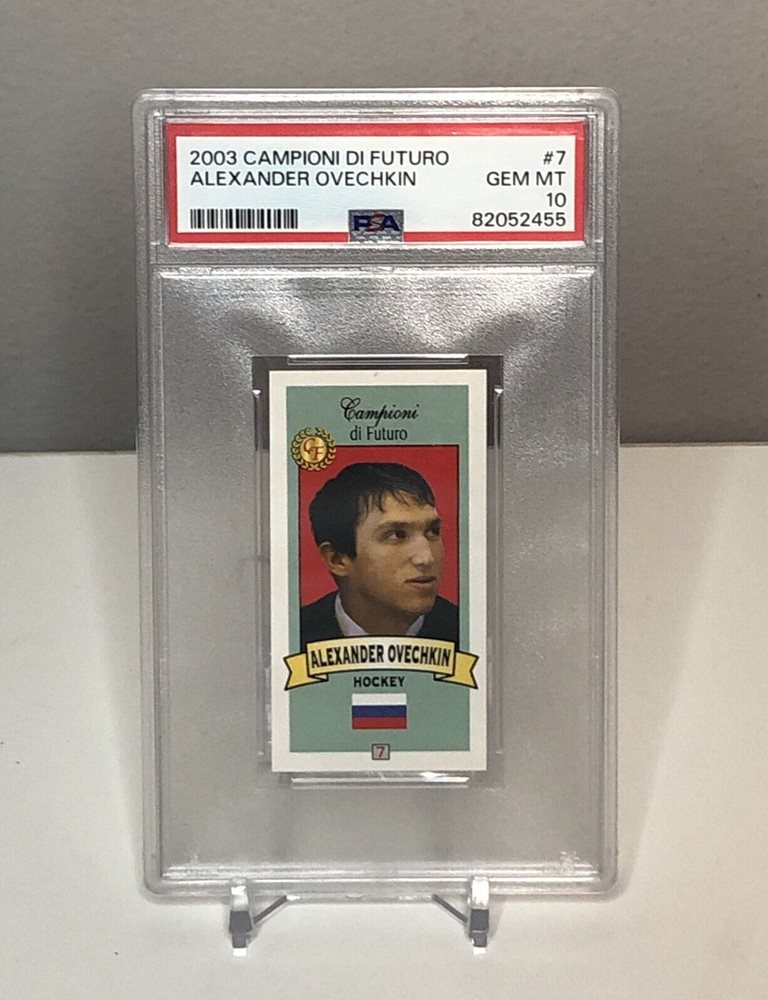 2003 CAMPIONI DI FUTURO #7
ALEXANDER OVECHKIN GEM MT
10
PSA 82052455
Campioni
di Futuro
CF
ALEXANDER OVECHKIN
HOCKEY
7